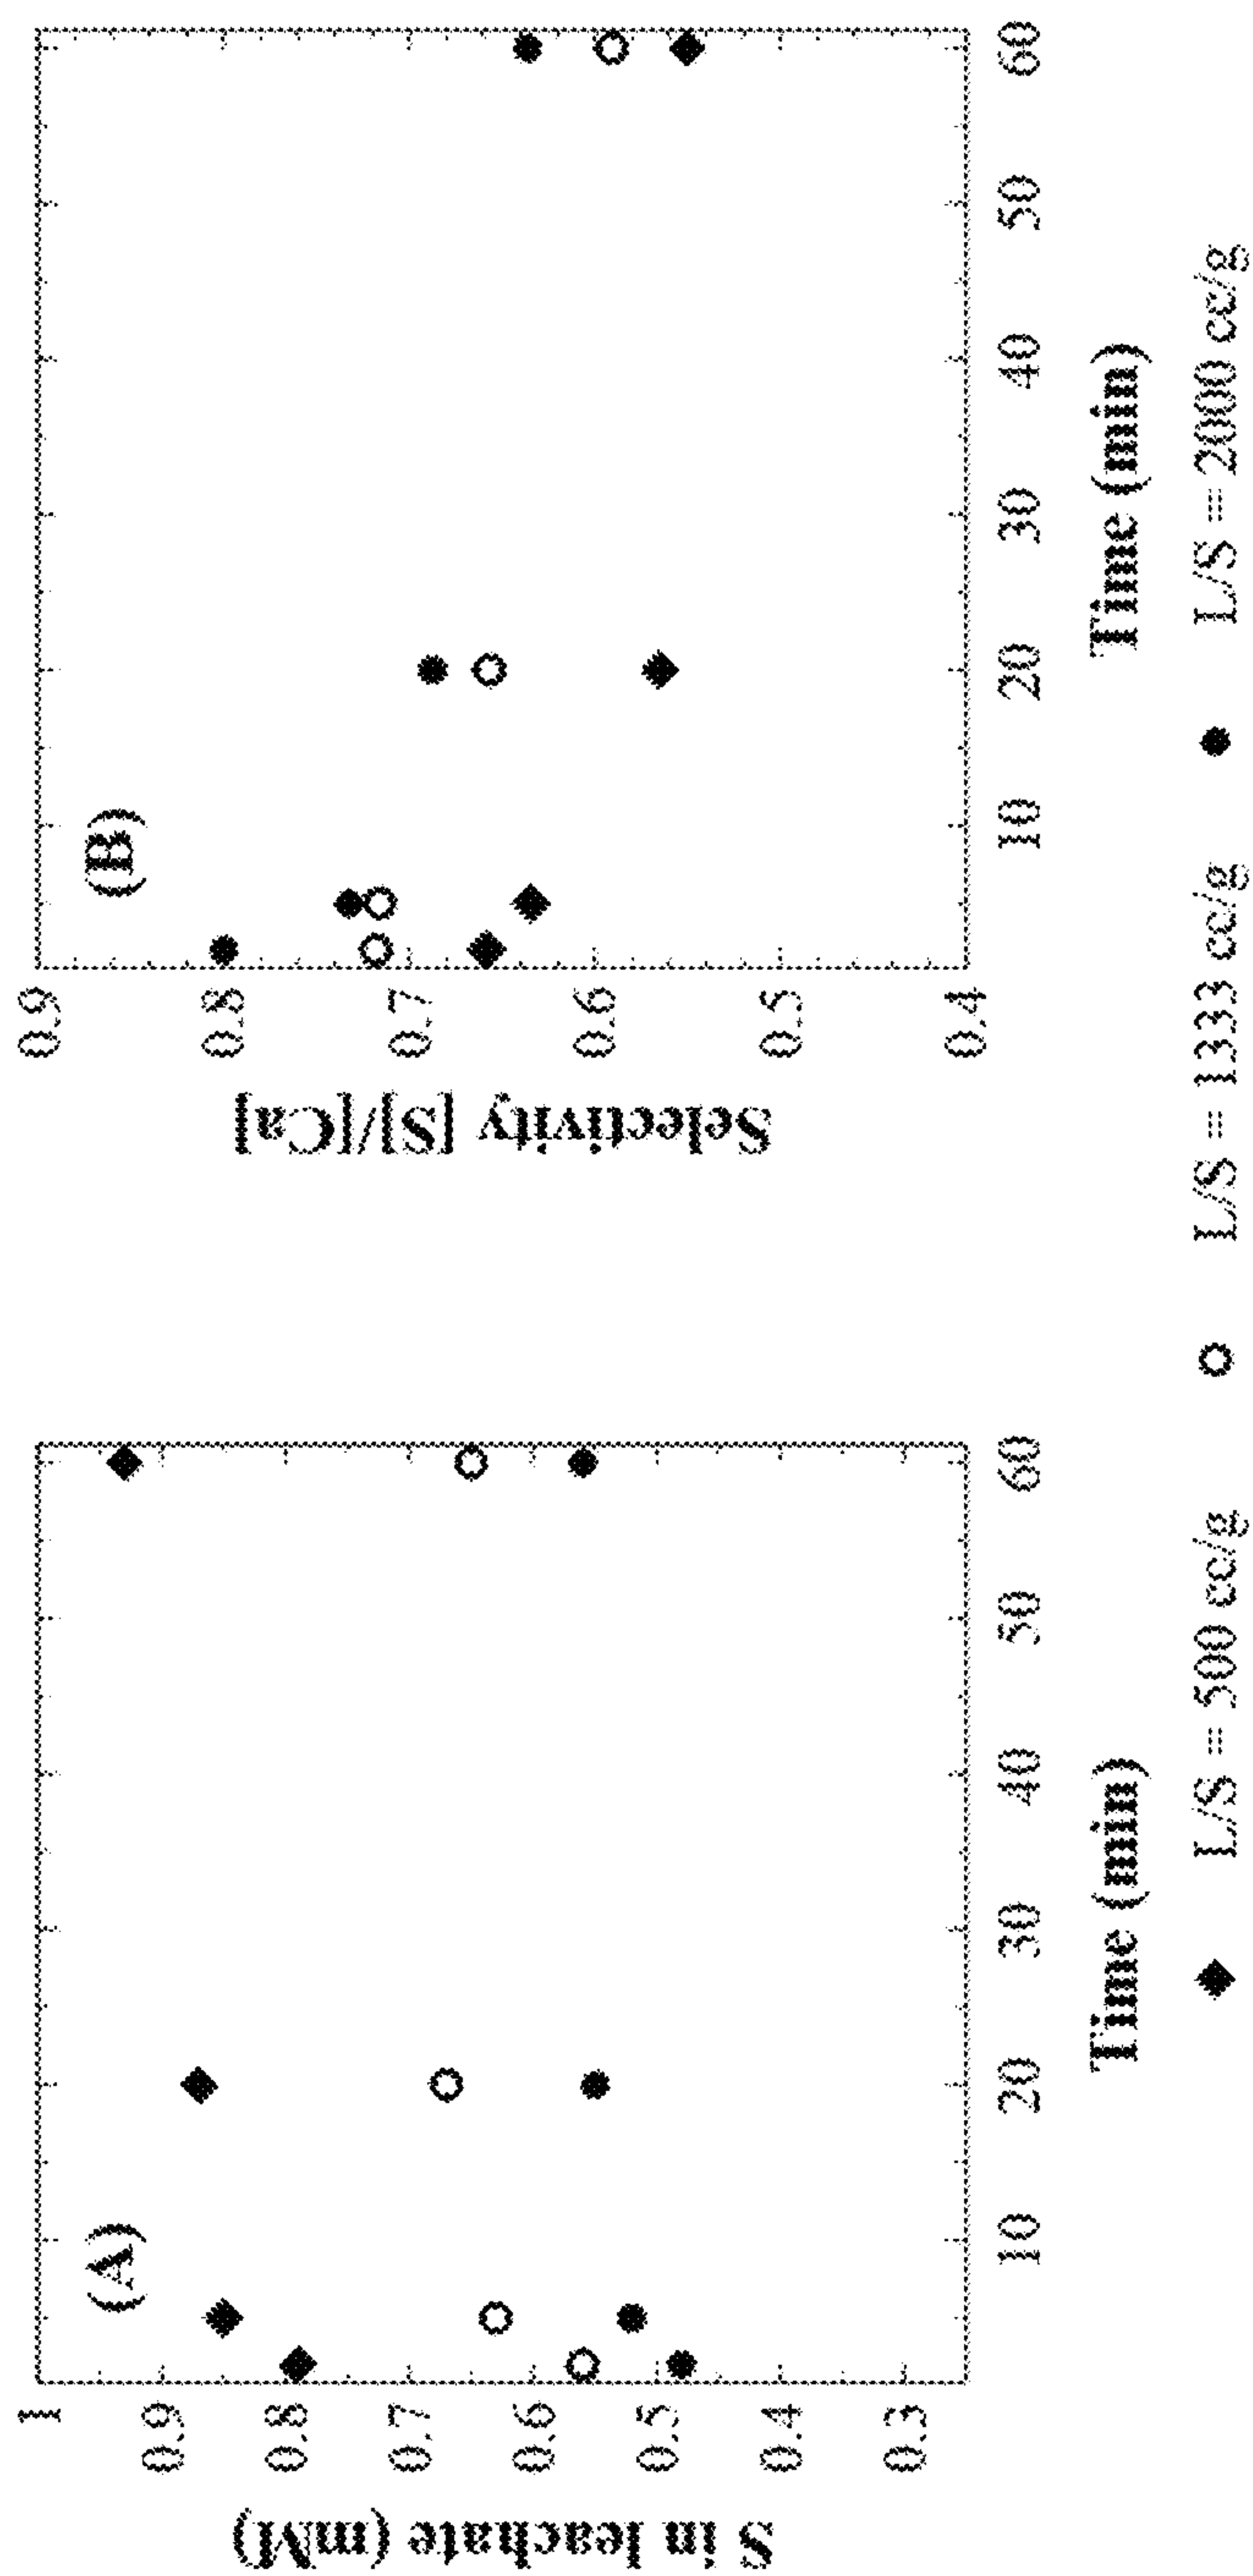 (A)
S in leachate (mM)
1
0.9
0.8
0.7
0.6
0.5
0.4
0.3
10 20 30 40 50 60
Time (min)
(B)
Selectivity [S]/[Ca]
0.9
0.8
0.7
0.6
0.5
0.4
10 20 30 40 50 60
Time (min)
L/S = 500 cc/g L/S = 1333 cc/g L/S = 2000 cc/g